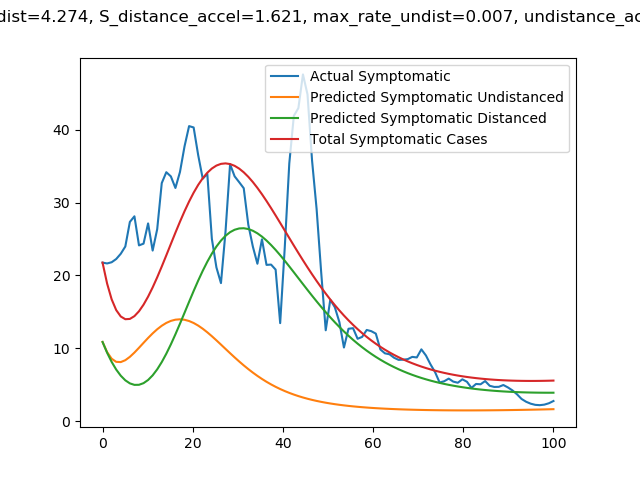 dist=4.274, S_distance_accel=1.621, max_rate_undist=0.007, undistance_ac
Actual Symptomatic
Predicted Symptomatic Undistanced
Predicted Symptomatic Distanced
Total Symptomatic Cases
40
30
20
10
0
0 20 40 60 80 100